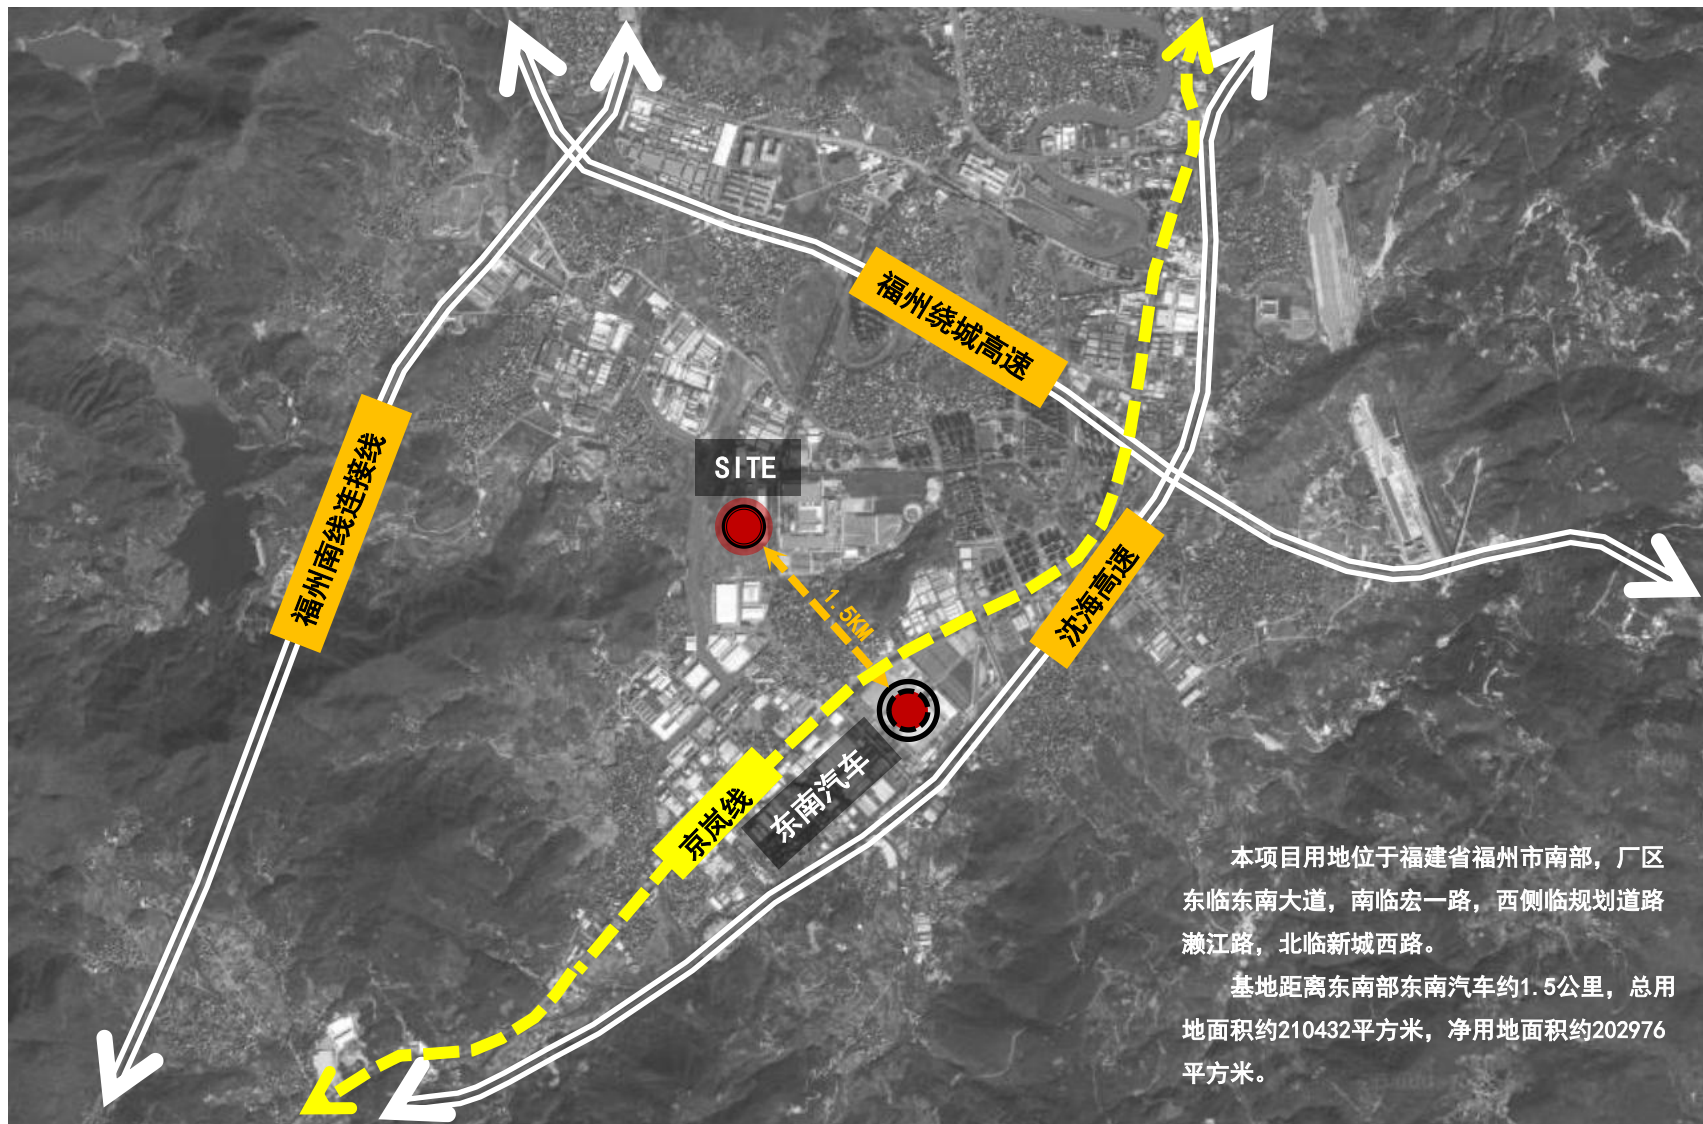 福州绕城高速
福州南线连接线
SITE
1.5KM
沈海高速
东南汽车
京岚线
本项目用地位于福建省福州市南部，厂区
东临东南大道，南临宏一路，西侧临规划道路
濑江路，北临新城西路。
基地距离东南部东南汽车约1.5公里，总用
地面积约210432平方米，净用地面积约202976
平方米。